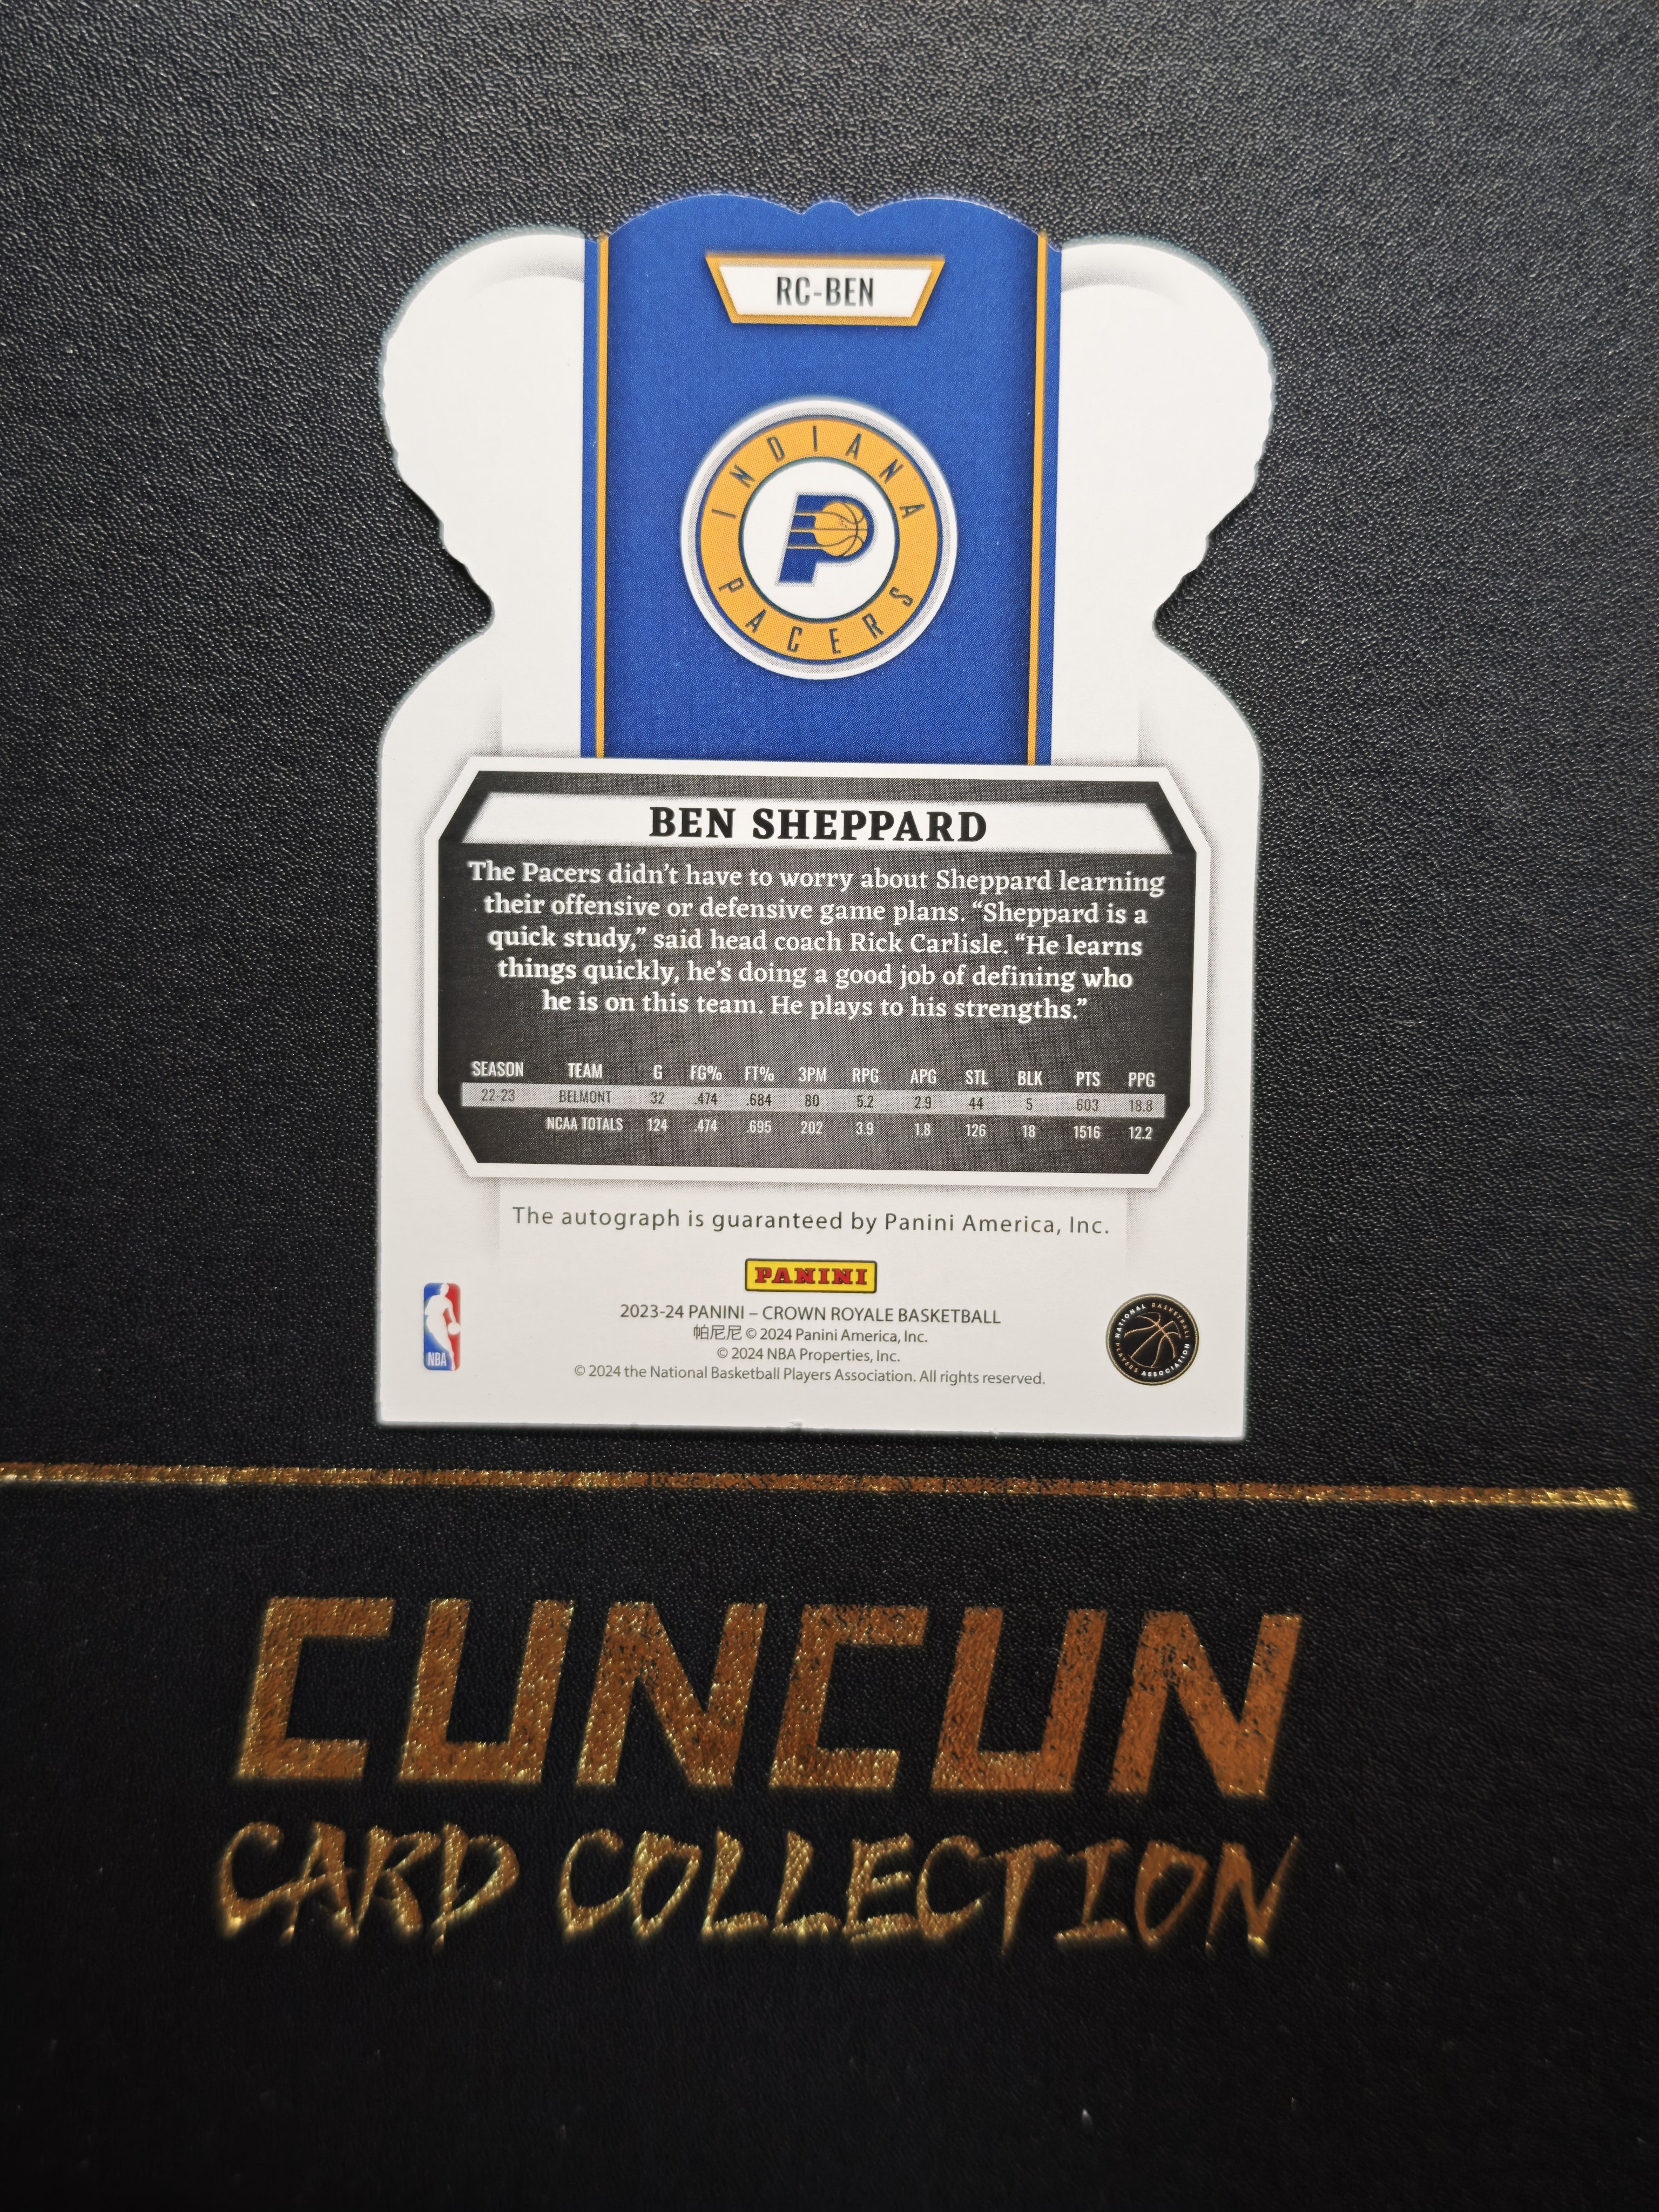 RC-BEN
INDIANA
PACERS
BEN SHEPPARD
The Pacers didn't have to worry about Sheppard learning
their offensive or defensive game plans. “Sheppard is a
quick study,” said head coach Rick Carlisle. “He learns
things quickly, he's doing a good job of defining who
he is on this team. He plays to his strengths.”
SEASON TEAM G FG% FT% 3PM RPG APG STL BLK PTS PPG
22-23 BELMONT 32 .474 .684 80 5.2 2.9 44 5 603 18.8
NCAA TOTALS 124 .474 .695 202 3.9 1.8 126 18 1516 12.2
The autograph is guaranteed by Panini America, Inc.
PANINI
2023-24 PANINI – CROWN ROYALE BASKETBALL
帕尼尼 © 2024 Panini America, Inc.
© 2024 NBA Properties, Inc.
© 2024 the National Basketball Players Association. All rights reserved.
NBA
NATIONAL BASKETBALL
PLAYERS ASSOCIATION
CUNCUN
CARD COLLECTION